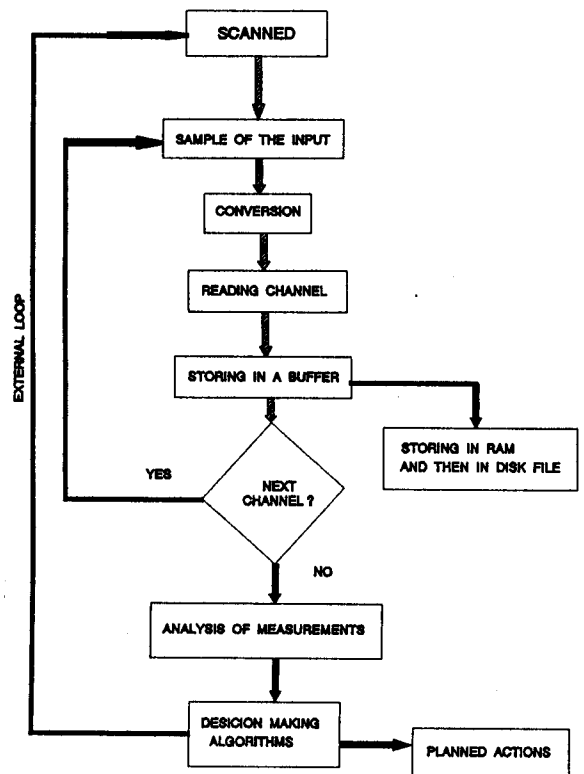 SCANNED
SAMPLE OF THE INPUT
CONVERSION
READING CHANNEL
EXTERNAL LOOP
STORING IN A BUFFER
STORING IN RAM
AND THEN IN DISK FILE
YES
NEXT
CHANNEL?
NO
ANALYSIS OF MEASUREMENTS
DESICION MAKING
ALGORITHMS
PLANNED ACTIONS